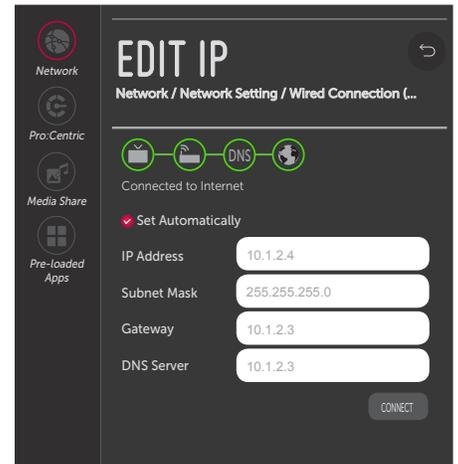 Network
Pro:Centric
Media Share
Pre-loaded
Apps
EDIT IP
Network / Network Setting / Wired Connection (...
DNS
Connected to Internet
Set Automatically
IP Address
10.1.2.4
Subnet Mask
255.255.255.0
Gateway
10.1.2.3
DNS Server
10.1.2.3
CONNECT